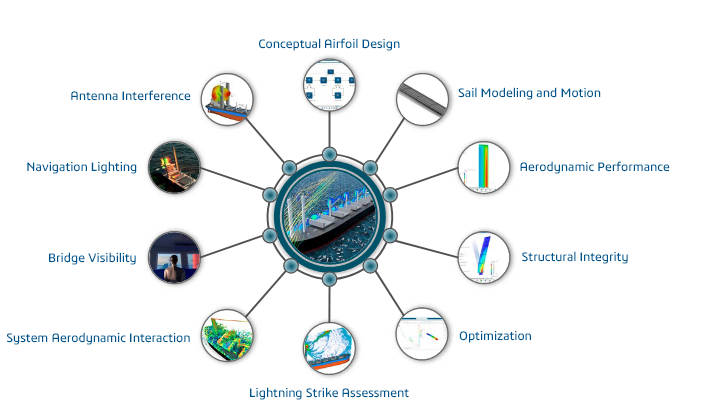 Conceptual Airfoil Design
Antenna Interference
Sail Modeling and Motion
Navigation Lighting
Aerodynamic Performance
Bridge Visibility
Structural Integrity
System Aerodynamic Interaction
Optimization
Lightning Strike Assessment